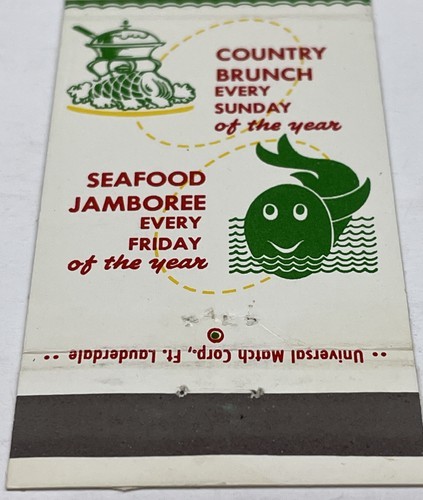 COUNTRY
BRUNCH
EVERY
SUNDAY
of the year
SEAFOOD
JAMBOREE
EVERY
FRIDAY
of the year
•• Universal Match Corp., Ft. Lauderdale ••